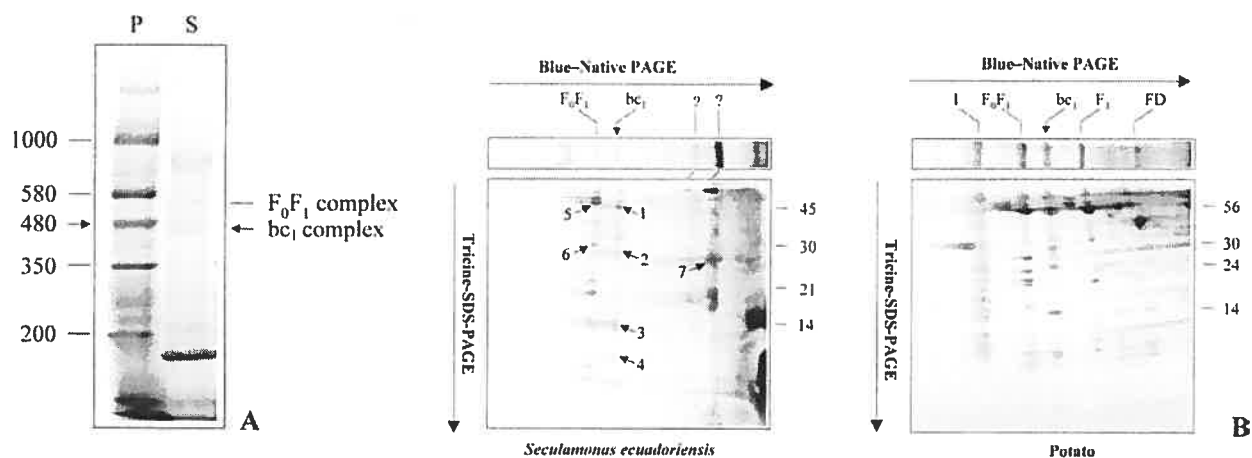 P S
1000
580
F₀F₁ complex
480
bc₁ complex
350
200
A
Blue–Native PAGE
F₀F₁ bc₁ ? ?
Tricine-SDS-PAGE
5 1
6 2
7
3
4
45
30
21
14
Seculamonas ecuadoriensis
Blue–Native PAGE
I F₀F₁ bc₁ F₁ FD
Tricine-SDS-PAGE
56
30
24
14
Potato
B